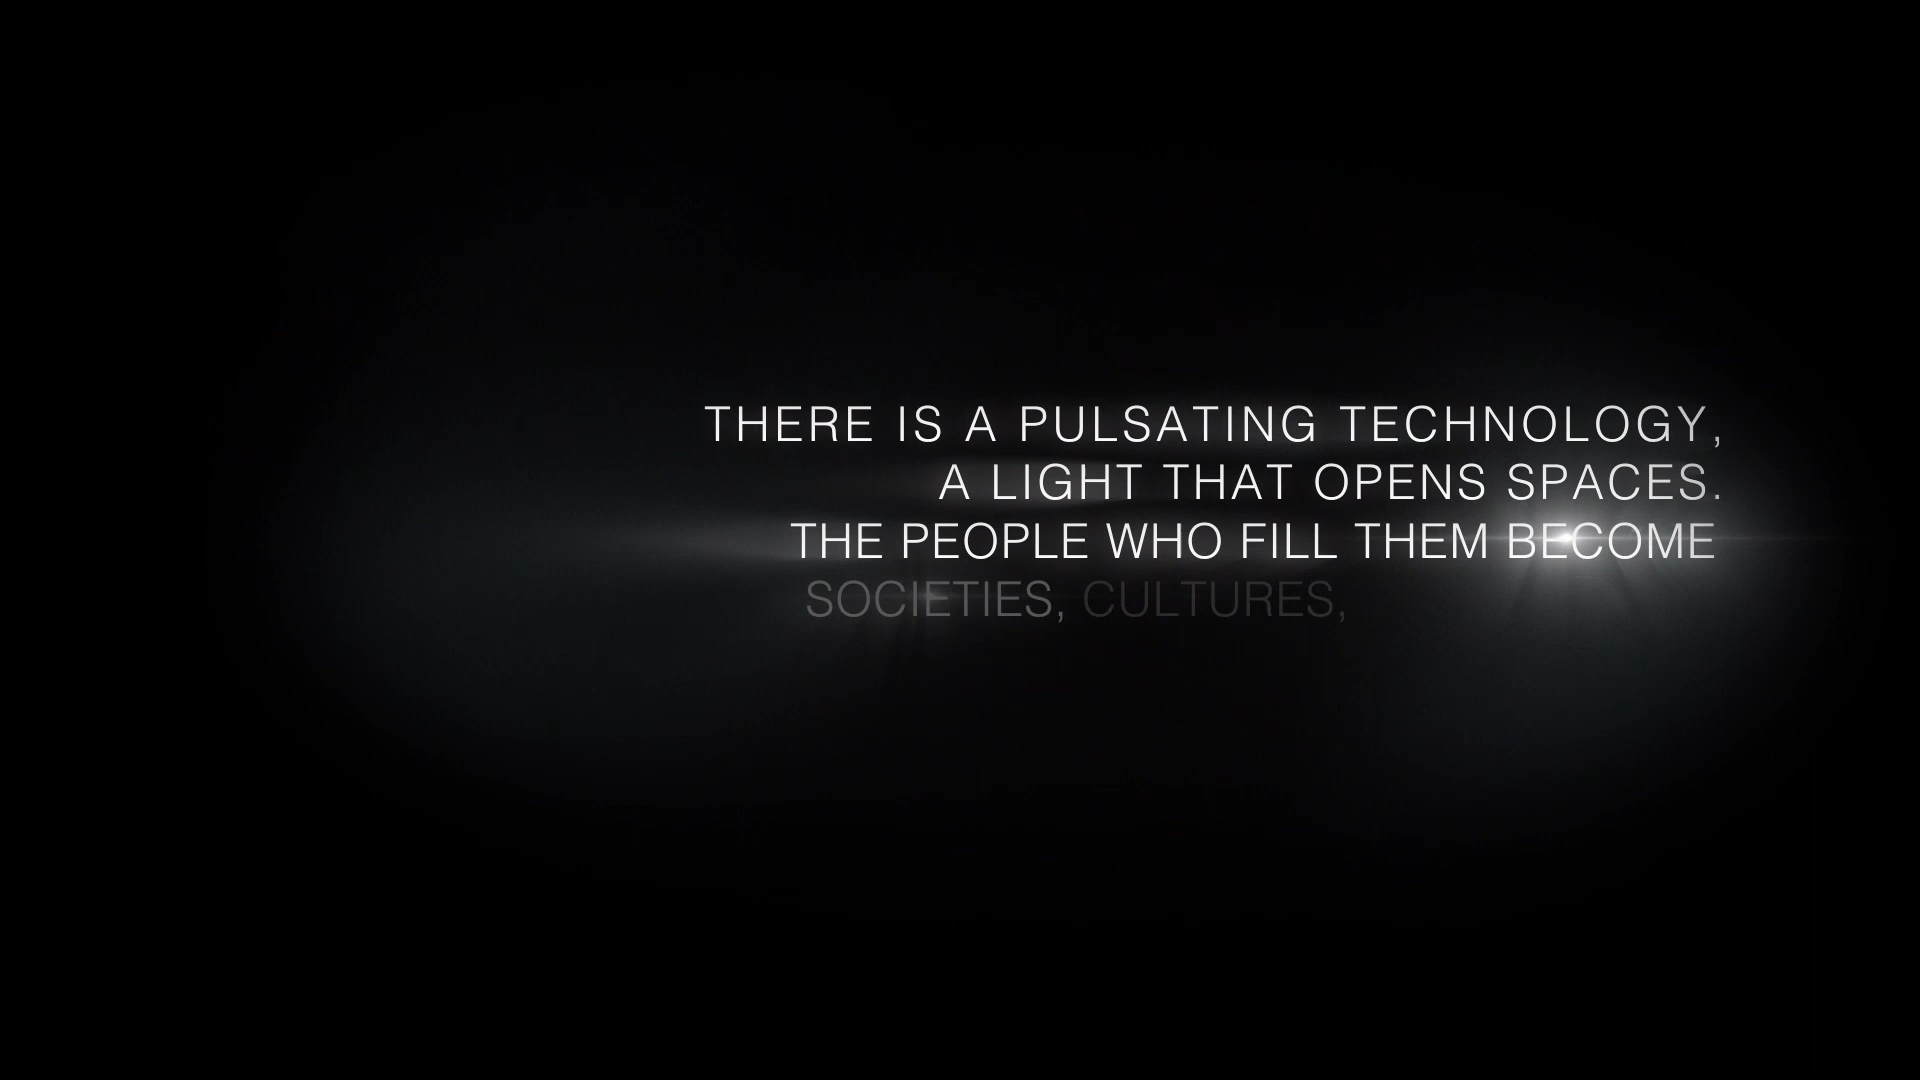 THERE IS A PULSATING TECHNOLOGY,
A LIGHT THAT OPENS SPACES.
THE PEOPLE WHO FILL THEM BECOME
SOCIETIES, CULTURES,